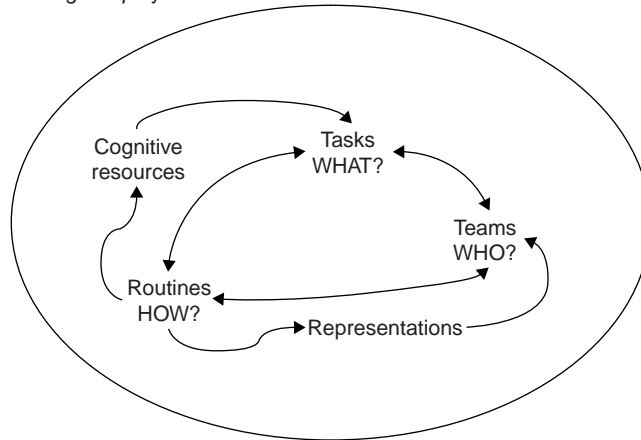 Tasks
WHAT?
Cognitive
resources
Teams
WHO?
Routines
HOW?
Representations